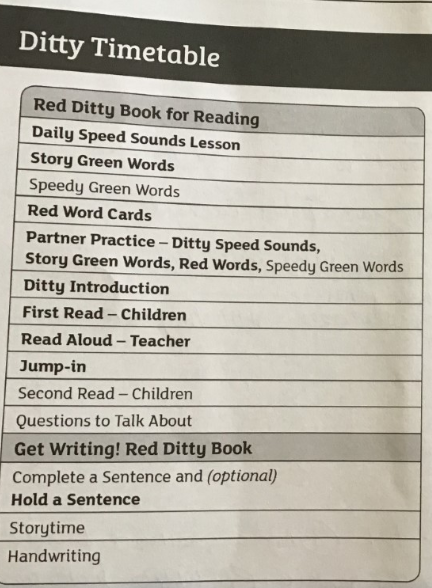 Ditty Timetable
Red Ditty Book for Reading
Daily Speed Sounds Lesson
Story Green Words
Speedy Green Words
Red Word Cards
Partner Practice – Ditty Speed Sounds,
Story Green Words, Red Words, Speedy Green Words
Ditty Introduction
First Read – Children
Read Aloud – Teacher
Jump-in
Second Read – Children
Questions to Talk About
Get Writing! Red Ditty Book
Complete a Sentence and (optional)
Hold a Sentence
Storytime
Handwriting